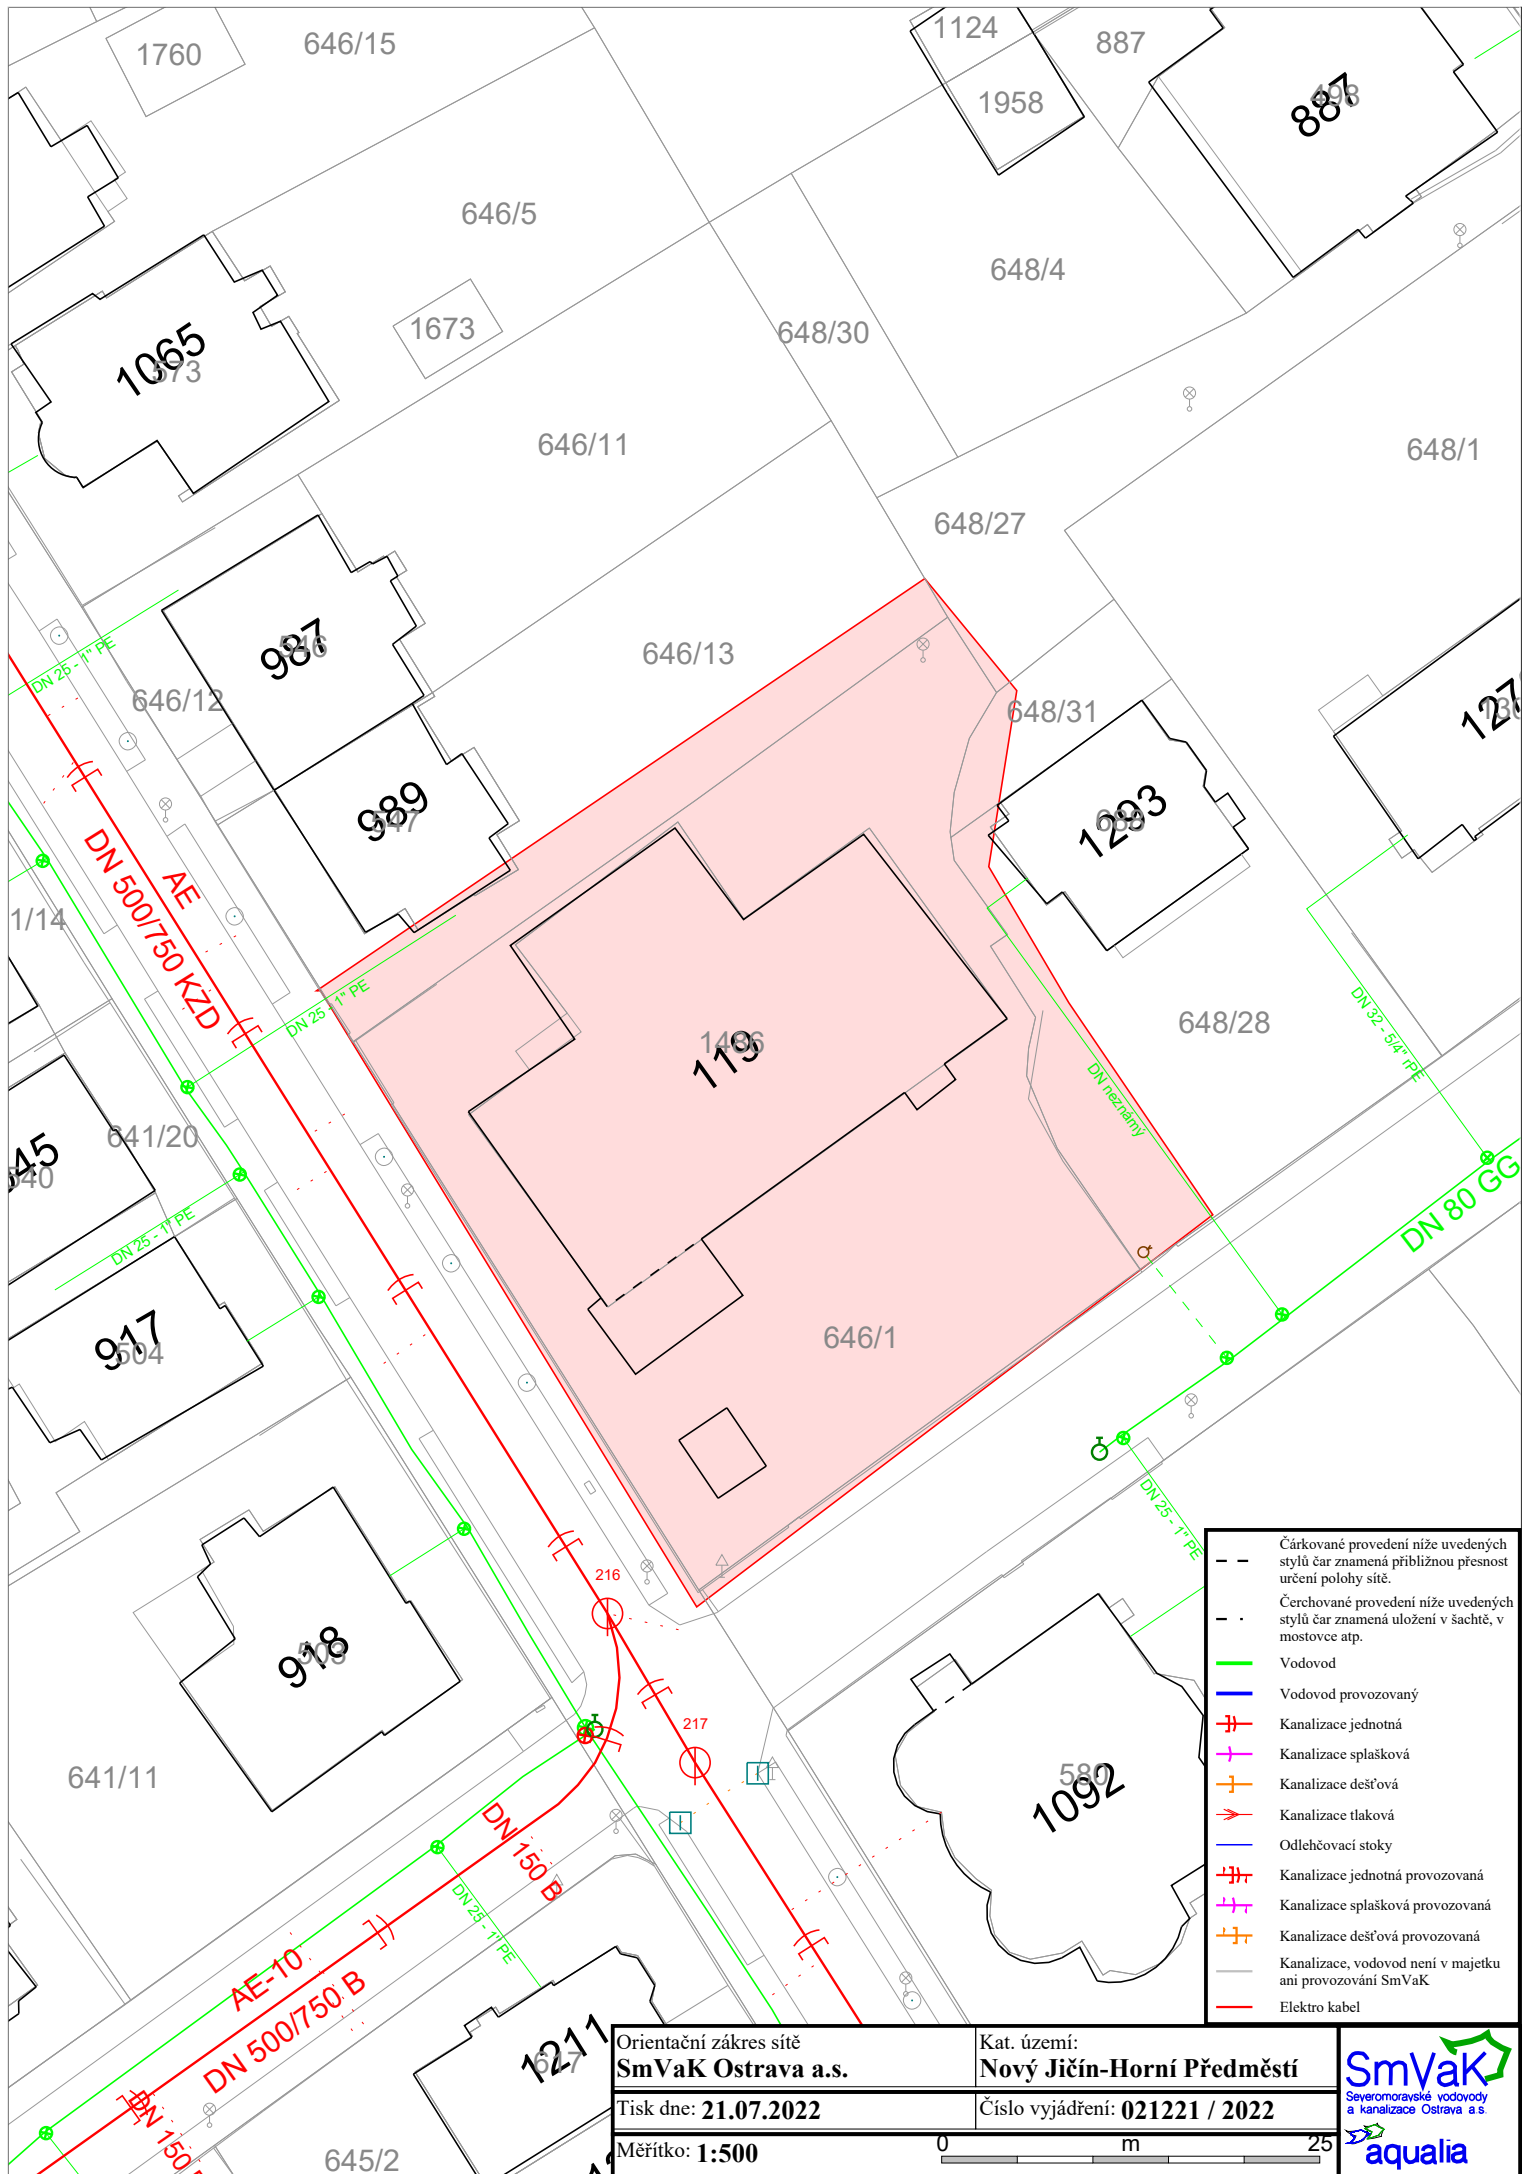 1760
646/15
1124
887
1958
498
887
646/5
648/4
1673
648/30
1065
573
646/11
648/1
648/27
987
546
646/13
DN 25 - 1" PE
646/12
648/31
989
547
1293
688
AE
DN 500/750 KZD
1/14
DN 25 - 1" PE
1486
119
648/28
DN 32 - 5/4" rPE
DN neznámý
641/20
DN 25 - 1" PE
DN 80 GG
917
504
646/1
DN 25 - 1" PE
216
918
503
217
641/11
580
1092
DN 150 B
DN 25 - 1" PE
AE-10
DN 500/750 B
1211
617
645/2
Čárkované provedení níže uvedených
stylů čar znamená přibližnou přesnost
určení polohy sítě.
Čerchované provedení níže uvedených
stylů čar znamená uložení v šachtě, v
mostovce atp.
Vodovod
Vodovod provozovaný
Kanalizace jednotná
Kanalizace splašková
Kanalizace dešťová
Kanalizace tlaková
Odlehčovací stoky
Kanalizace jednotná provozovaná
Kanalizace splašková provozovaná
Kanalizace dešťová provozovaná
Kanalizace, vodovod není v majetku
ani provozování SmVaK
Elektro kabel
Orientační zákres sítě
SmVaK Ostrava a.s.
Kat. území:
Nový Jičín-Horní Předměstí
Tisk dne: 21.07.2022
Číslo vyjádření: 021221 / 2022
Měřítko: 1:500
0 m 25
SmVaK
Severomoravské vodovody
a kanalizace Ostrava a.s.
aqualia